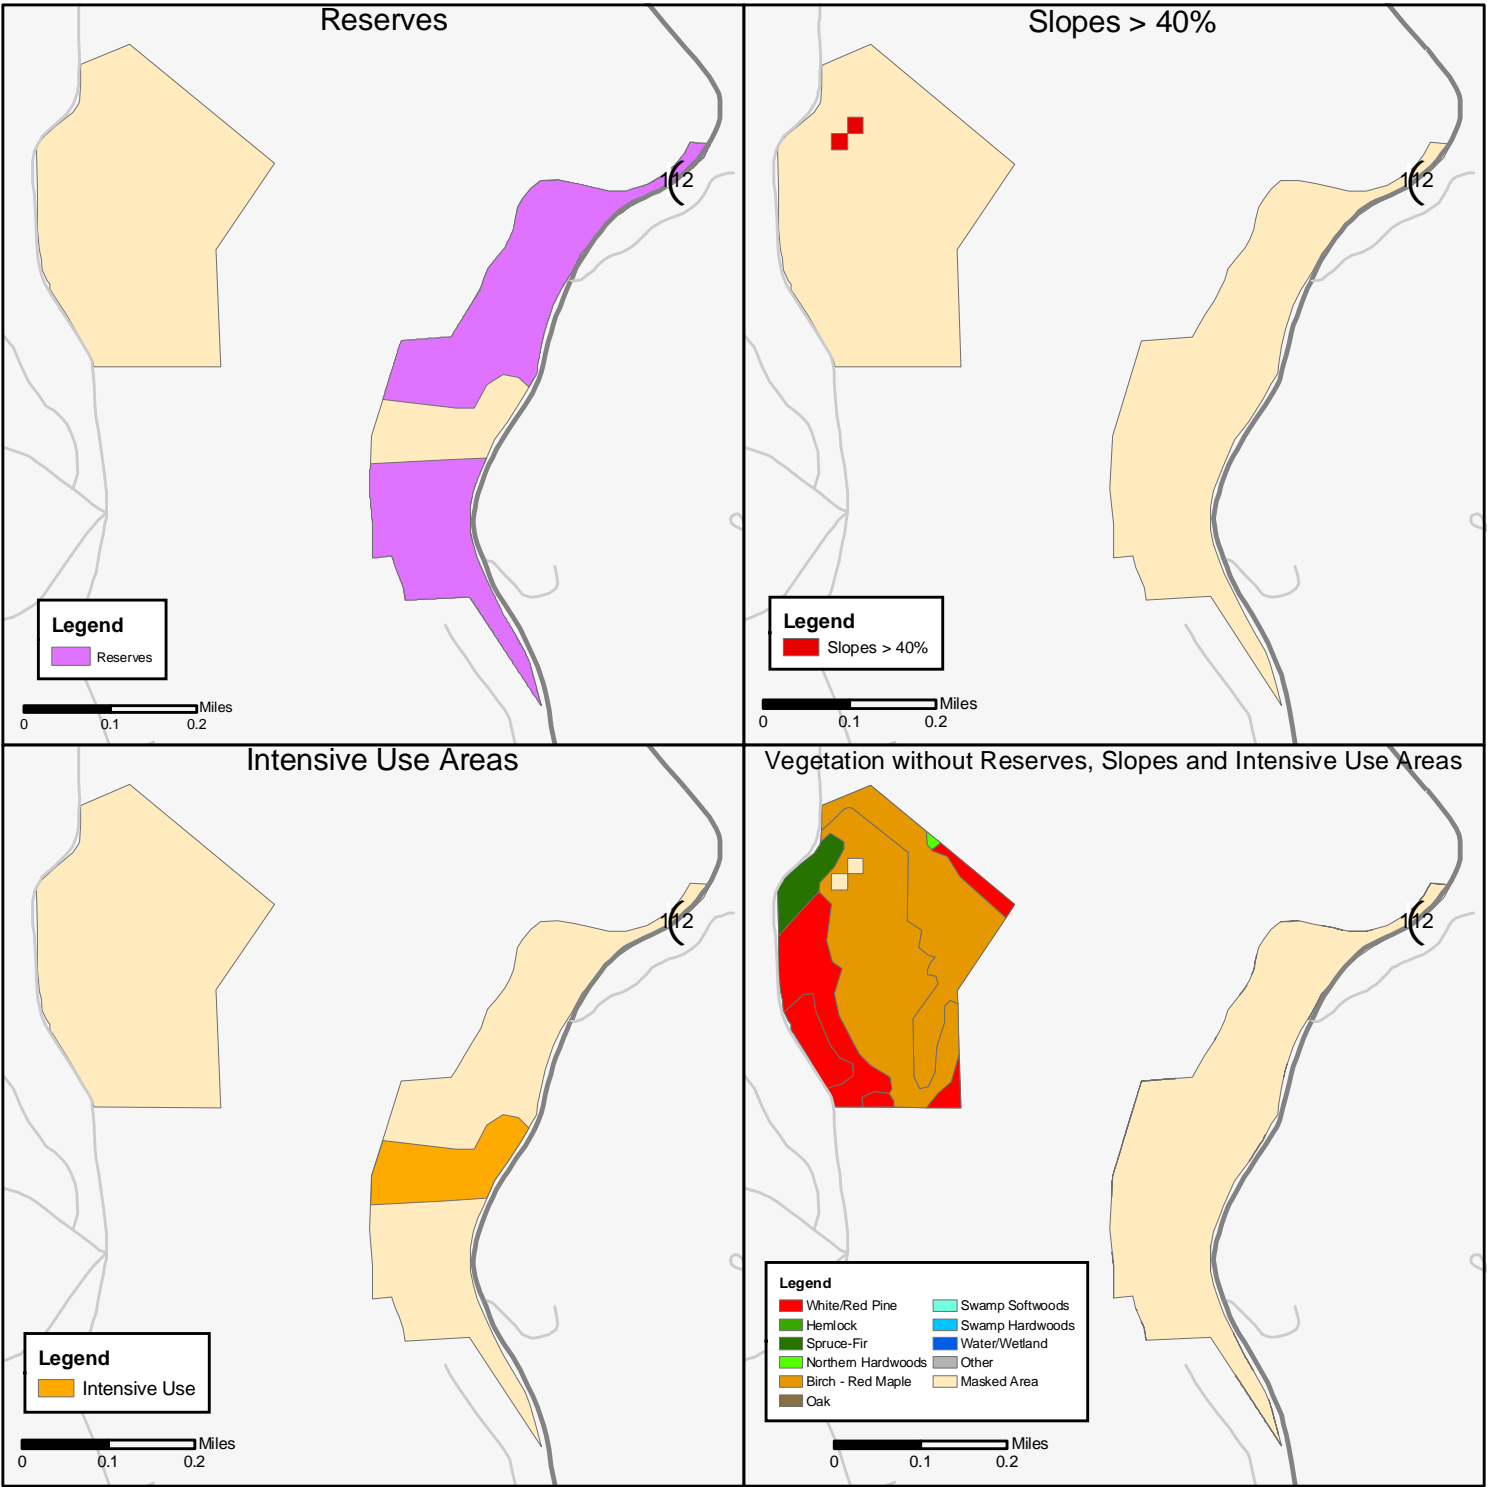 Reserves
112
Legend
Reserves
Miles
0 0.1 0.2
Slopes > 40%
112
Legend
Slopes > 40%
Miles
0 0.1 0.2
Intensive Use Areas
112
Legend
Intensive Use
Miles
0 0.1 0.2
Vegetation without Reserves, Slopes and Intensive Use Areas
112
Legend
White/Red Pine
Hemlock
Spruce-Fir
Northern Hardwoods
Birch - Red Maple
Oak
Swamp Softwoods
Swamp Hardwoods
Water/Wetland
Other
Masked Area
Miles
0 0.1 0.2